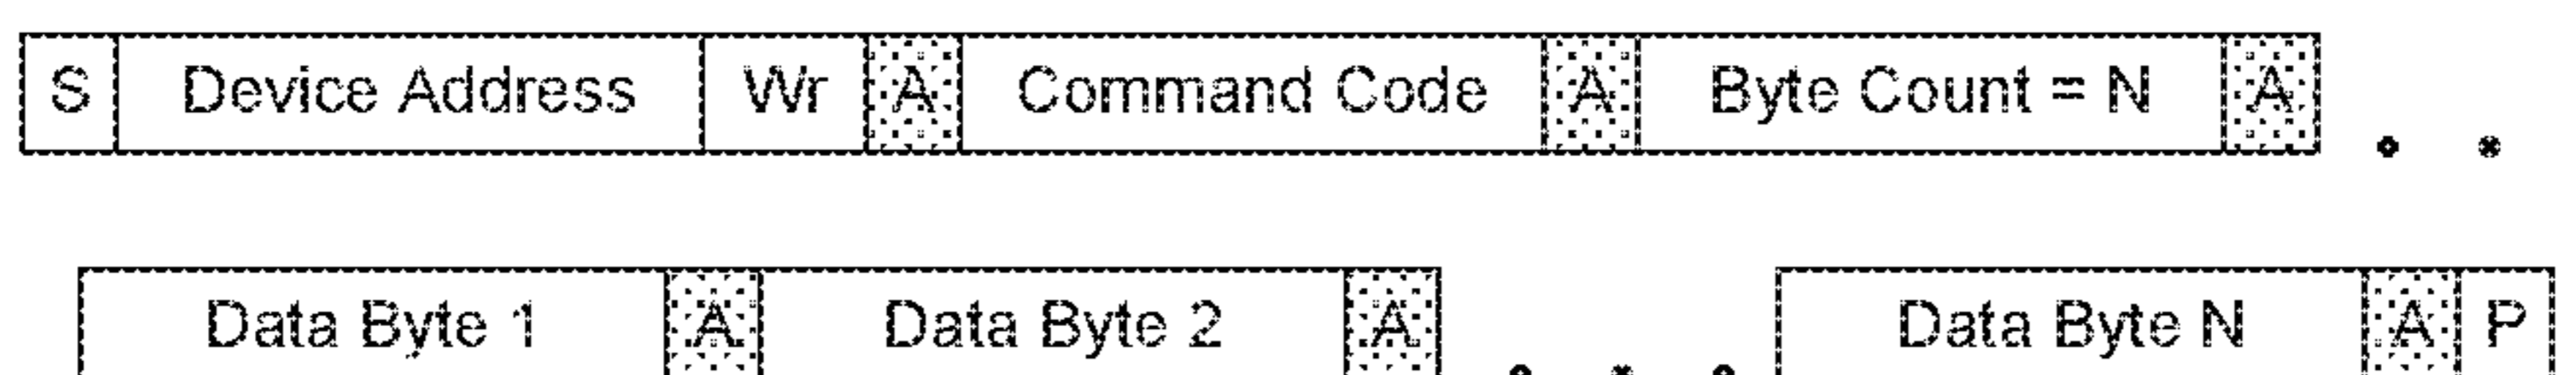 S Device Address Wr A Command Code A Byte Count = N A . .
Data Byte 1 A Data Byte 2 A . . . Data Byte N A P